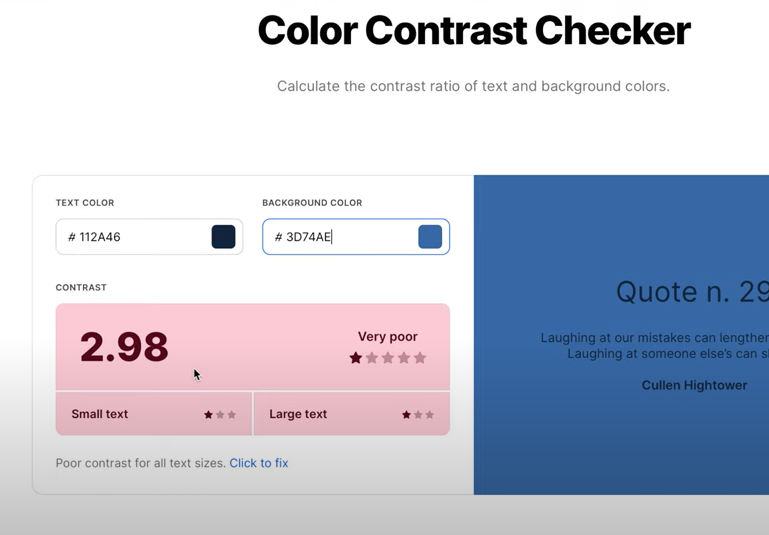 Color Contrast Checker
Calculate the contrast ratio of text and background colors.
TEXT COLOR
BACKGROUND COLOR
# 112A46
# 3D74AE
CONTRAST
2.98
Very poor
Small text
Large text
Poor contrast for all text sizes. Click to fix
Quote n. 29
Laughing at our mistakes can lengthen
Laughing at someone else's can s
Cullen Hightower